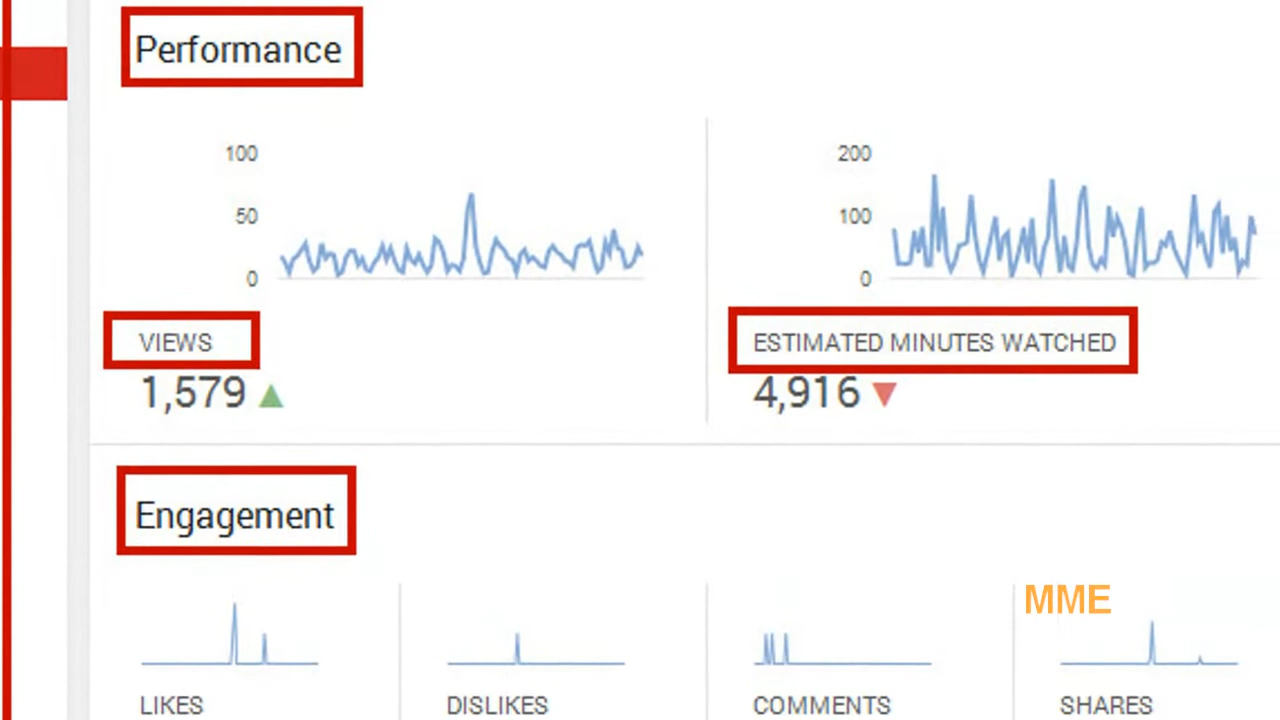 Performance
100
50
0
200
100
0
VIEWS
1,579
ESTIMATED MINUTES WATCHED
4,916
Engagement
MME
LIKES
DISLIKES
COMMENTS
SHARES